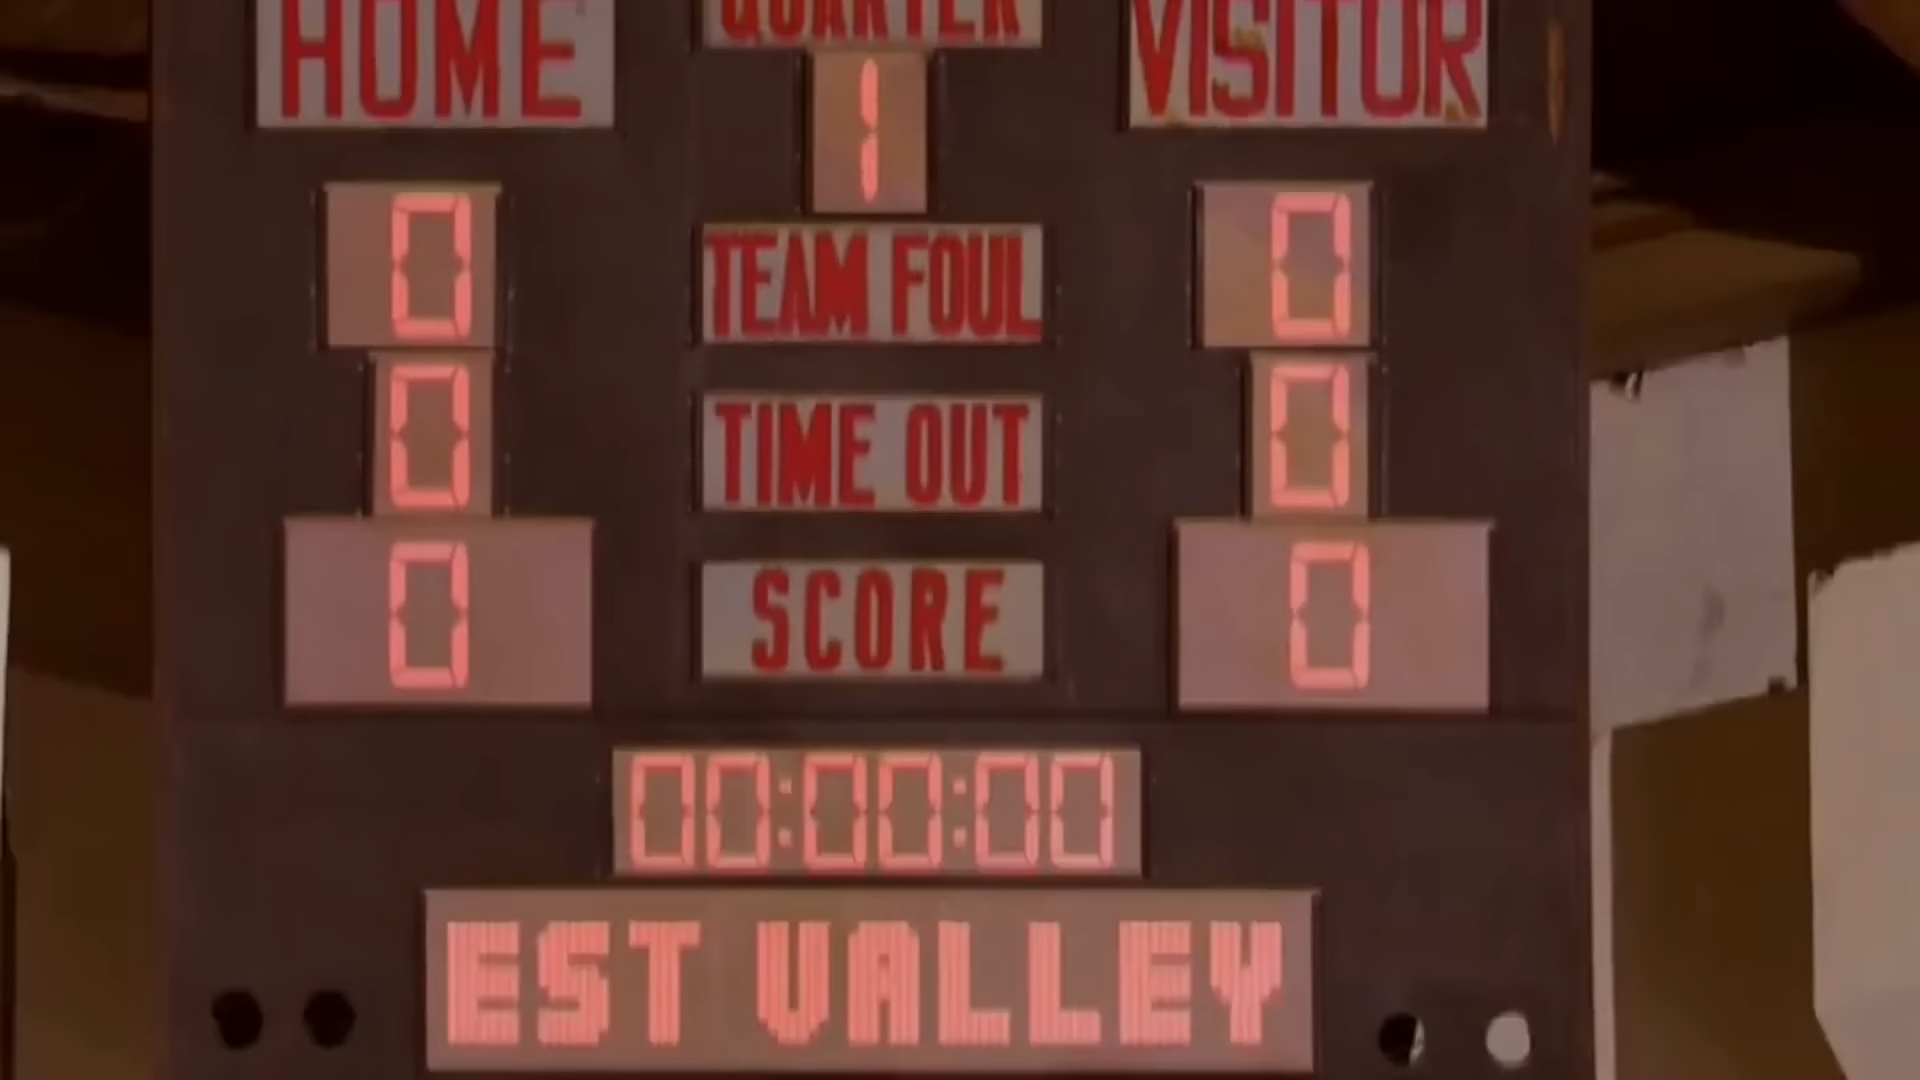 HOME QUARTER VISITOR
1
0 TEAM FOUL 0
0 TIME OUT 0
0 SCORE 0
00:00:00
EST VALLEY